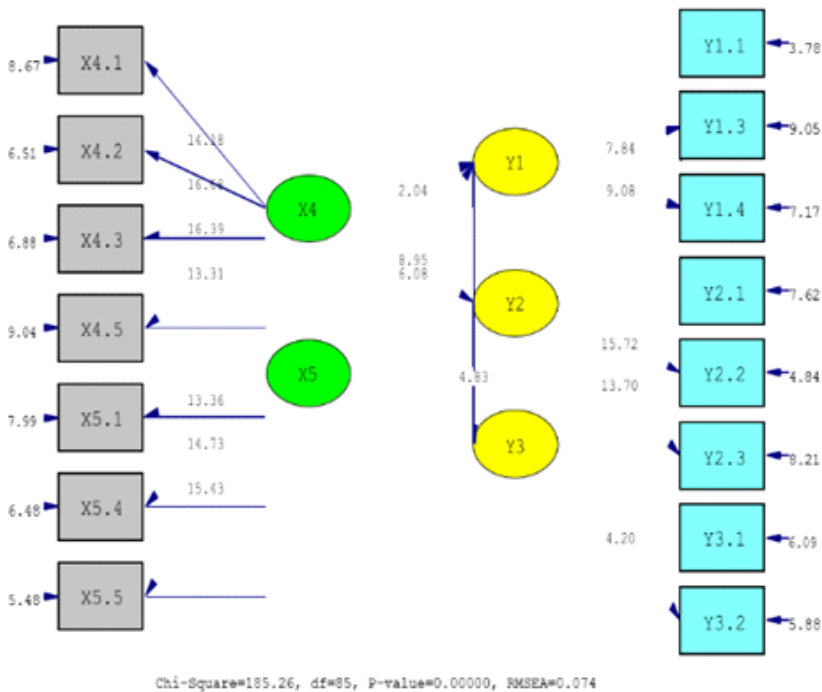 8.67
X4.1
6.51
X4.2
6.88
X4.3
9.04
X4.5
7.99
X5.1
6.48
X5.4
5.48
X5.5
16.39
13.31
13.36
14.73
15.43
X4
X5
2.04
8.95
6.08
Y1
Y2
4.83
Y3
7.84
9.08
15.72
13.70
4.20
Y1.1
3.78
Y1.3
9.05
Y1.4
7.17
Y2.1
7.62
Y2.2
4.84
Y2.3
8.21
Y3.1
6.09
Y3.2
5.88
Chi-Square=185.26, df=85, P-value=0.00000, RMSEA=0.074